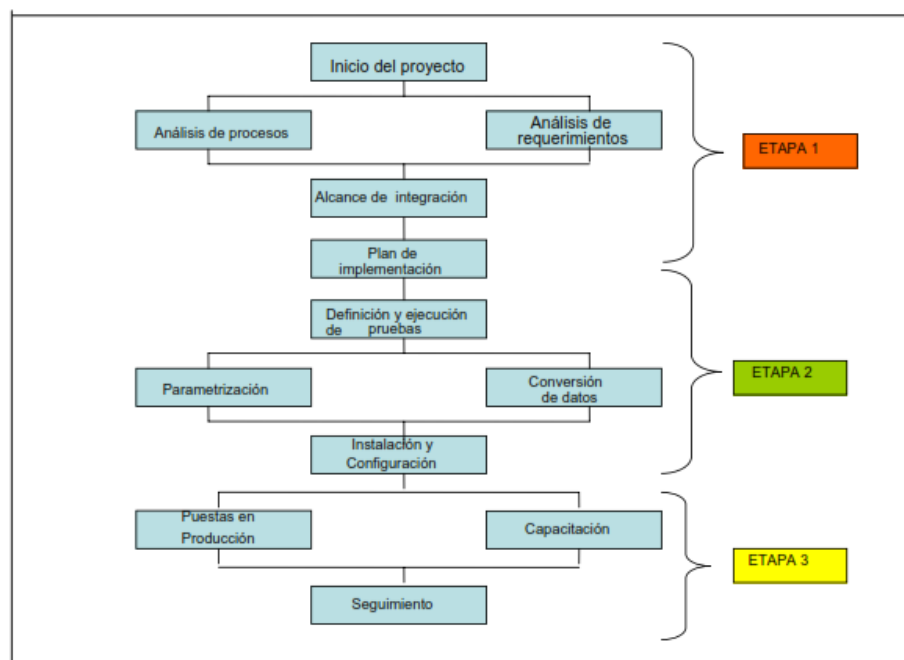 Inicio del proyecto
Análisis de procesos
Análisis de
requerimientos
ETAPA 1
Alcance de integración
Plan de
implementación
Definición y ejecución
de pruebas
Parametrización
Conversión
de datos
ETAPA 2
Instalación y
Configuración
Puestas en
Producción
Capacitación
ETAPA 3
Seguimiento